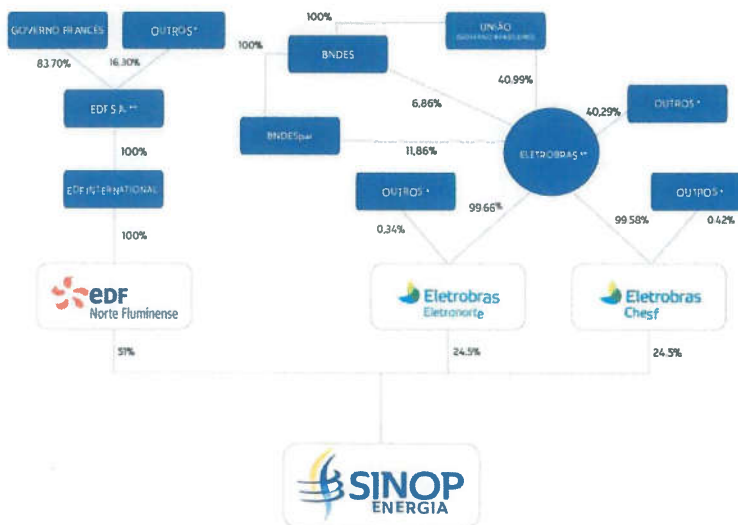 GOVERNO FRANCÊS
OUTROS*
83.70%
16.30%
EDF S.A. **
100%
EDF INTERNATIONAL
100%
edf
Norte Fluminense
51%
100%
UNIÃO
(GOVERNO BRASILEIRO)
BNDES
100%
40.99%
6,86%
BNDESpar
11,86%
ELETROBRAS **
40,29%
OUTROS *
OUTROS *
0,34%
99.66%
99.58%
OUTROS *
0.42%
Eletrobras
Eletronorte
24.5%
Eletrobras
Chesf
24.5%
SINOP
ENERGIA